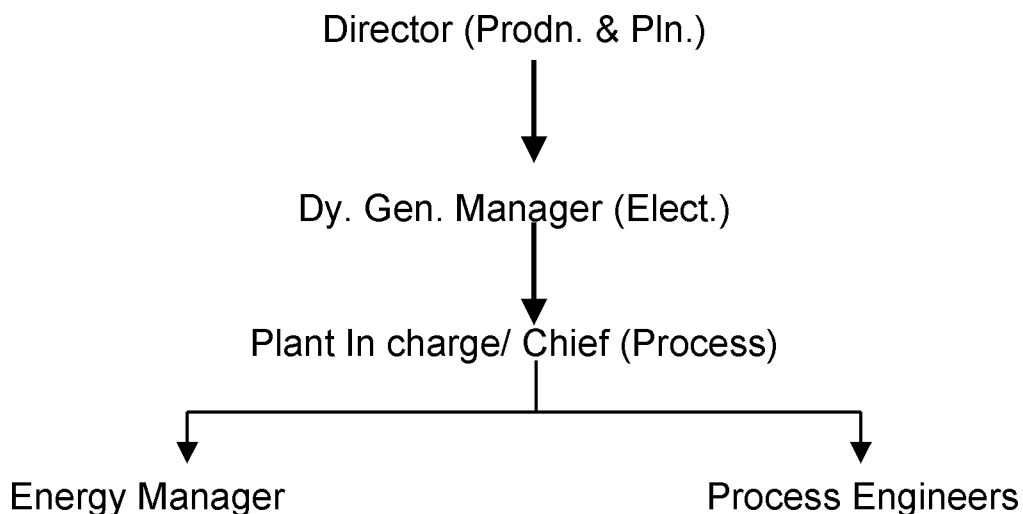 Director (Prodn. & Pln.)
Dy. Gen. Manager (Elect.)
Plant In charge/ Chief (Process)
Energy Manager
Process Engineers